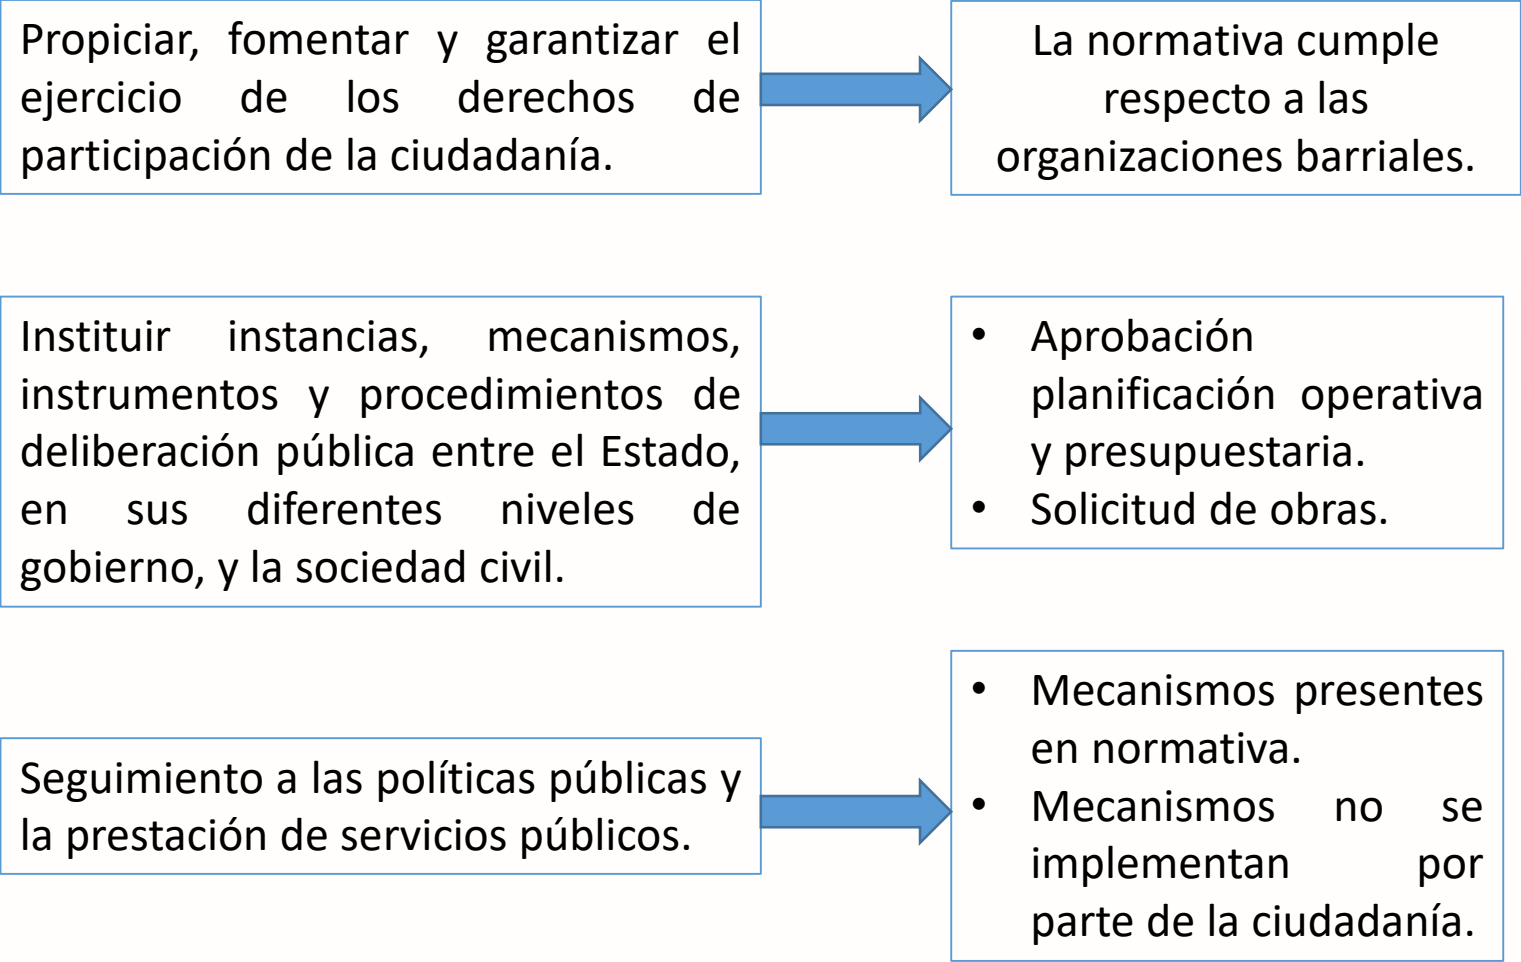 Propiciar, fomentar y garantizar el
ejercicio de los derechos de
participación de la ciudadanía.
La normativa cumple
respecto a las
organizaciones barriales.
Instituir instancias, mecanismos,
instrumentos y procedimientos de
deliberación pública entre el Estado,
en sus diferentes niveles de
gobierno, y la sociedad civil.
• Aprobación
planificación operativa
y presupuestaria.
• Solicitud de obras.
Seguimiento a las políticas públicas y
la prestación de servicios públicos.
• Mecanismos presentes
en normativa.
• Mecanismos no se
implementan por
parte de la ciudadanía.